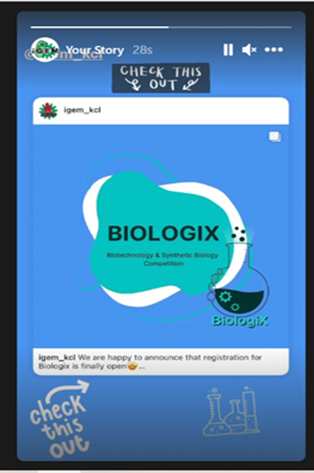 Your Story 28s
@igem_kcl
CHECK THIS
OUT
igem_kcl
BIOLOGIX
Biotechnology & Synthetic Biology
Competition
BiologiX
igem_kcl We are happy to announce that registration for
Biologix is finally open🤩...
check
this
out